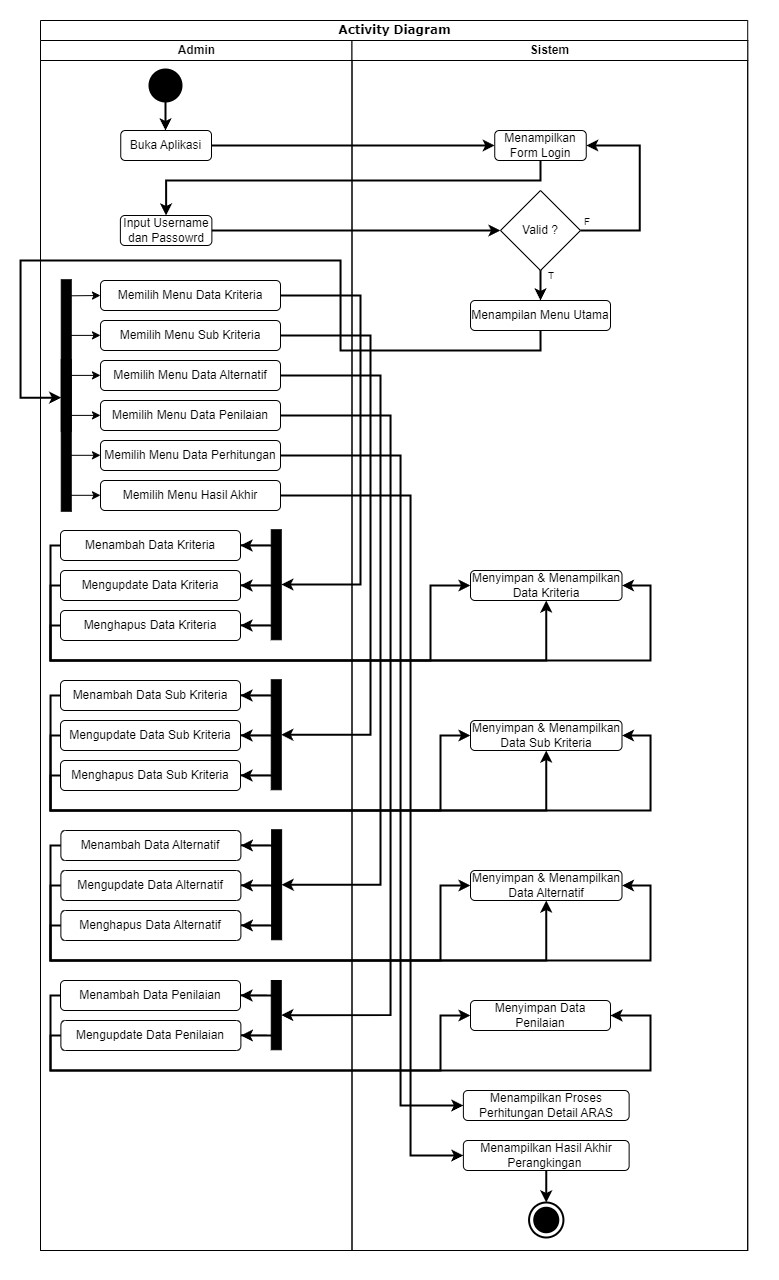 Activity Diagram
Admin
Sistem
Buka Aplikasi
Menampilkan
Form Login
Input Username
dan Passowrd
Valid ?
F
T
Menampilan Menu Utama
Memilih Menu Data Kriteria
Memilih Menu Sub Kriteria
Memilih Menu Data Alternatif
Memilih Menu Data Penilaian
Memilih Menu Data Perhitungan
Memilih Menu Hasil Akhir
Menambah Data Kriteria
Mengupdate Data Kriteria
Menghapus Data Kriteria
Menyimpan & Menampilkan
Data Kriteria
Menambah Data Sub Kriteria
Mengupdate Data Sub Kriteria
Menghapus Data Sub Kriteria
Menyimpan & Menampilkan
Data Sub Kriteria
Menambah Data Alternatif
Mengupdate Data Alternatif
Menghapus Data Alternatif
Menyimpan & Menampilkan
Data Alternatif
Menambah Data Penilaian
Mengupdate Data Penilaian
Menyimpan Data
Penilaian
Menampilkan Proses
Perhitungan Detail ARAS
Menampilkan Hasil Akhir
Perangkingan